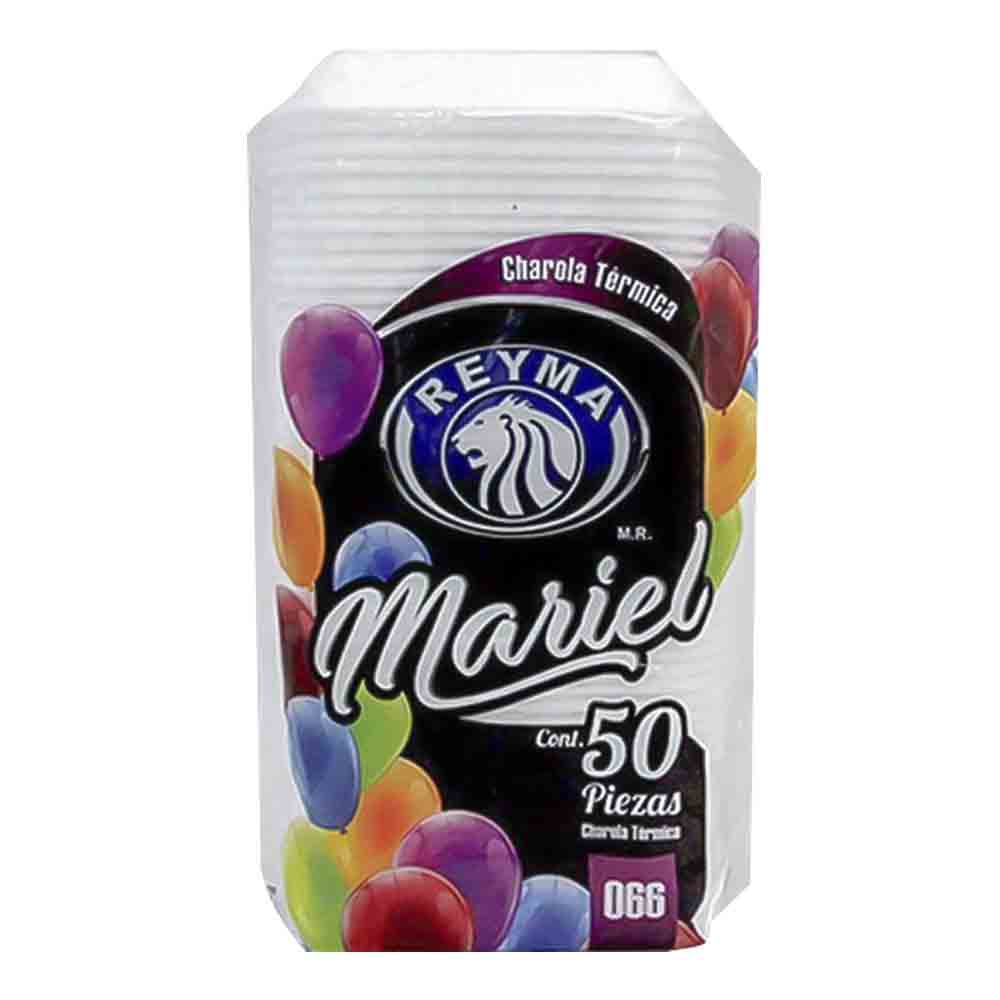 Charola Térmica
REYMA
M.R.
Mariel
Cont. 50
Piezas
Charola Térmica
066